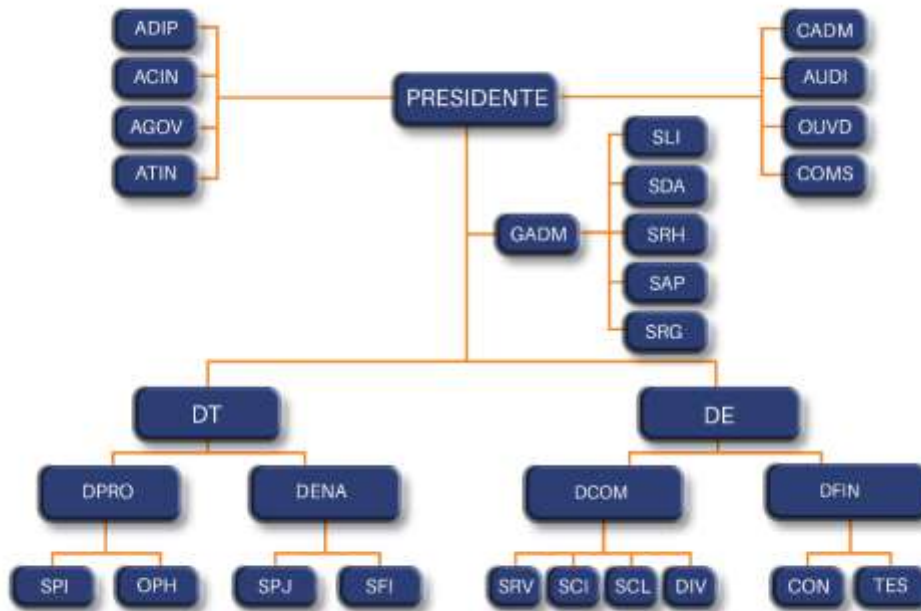 ADIP
CADM
ACIN
PRESIDENTE
AUDI
AGOV
OUVD
SLI
ATIN
COMS
SDA
GADM
SRH
SAP
SRG
DT
DE
DPRO
DENA
DCOM
DFIN
SPI
OPH
SPJ
SFI
SRV
SCI
SCL
DIV
CON
TES